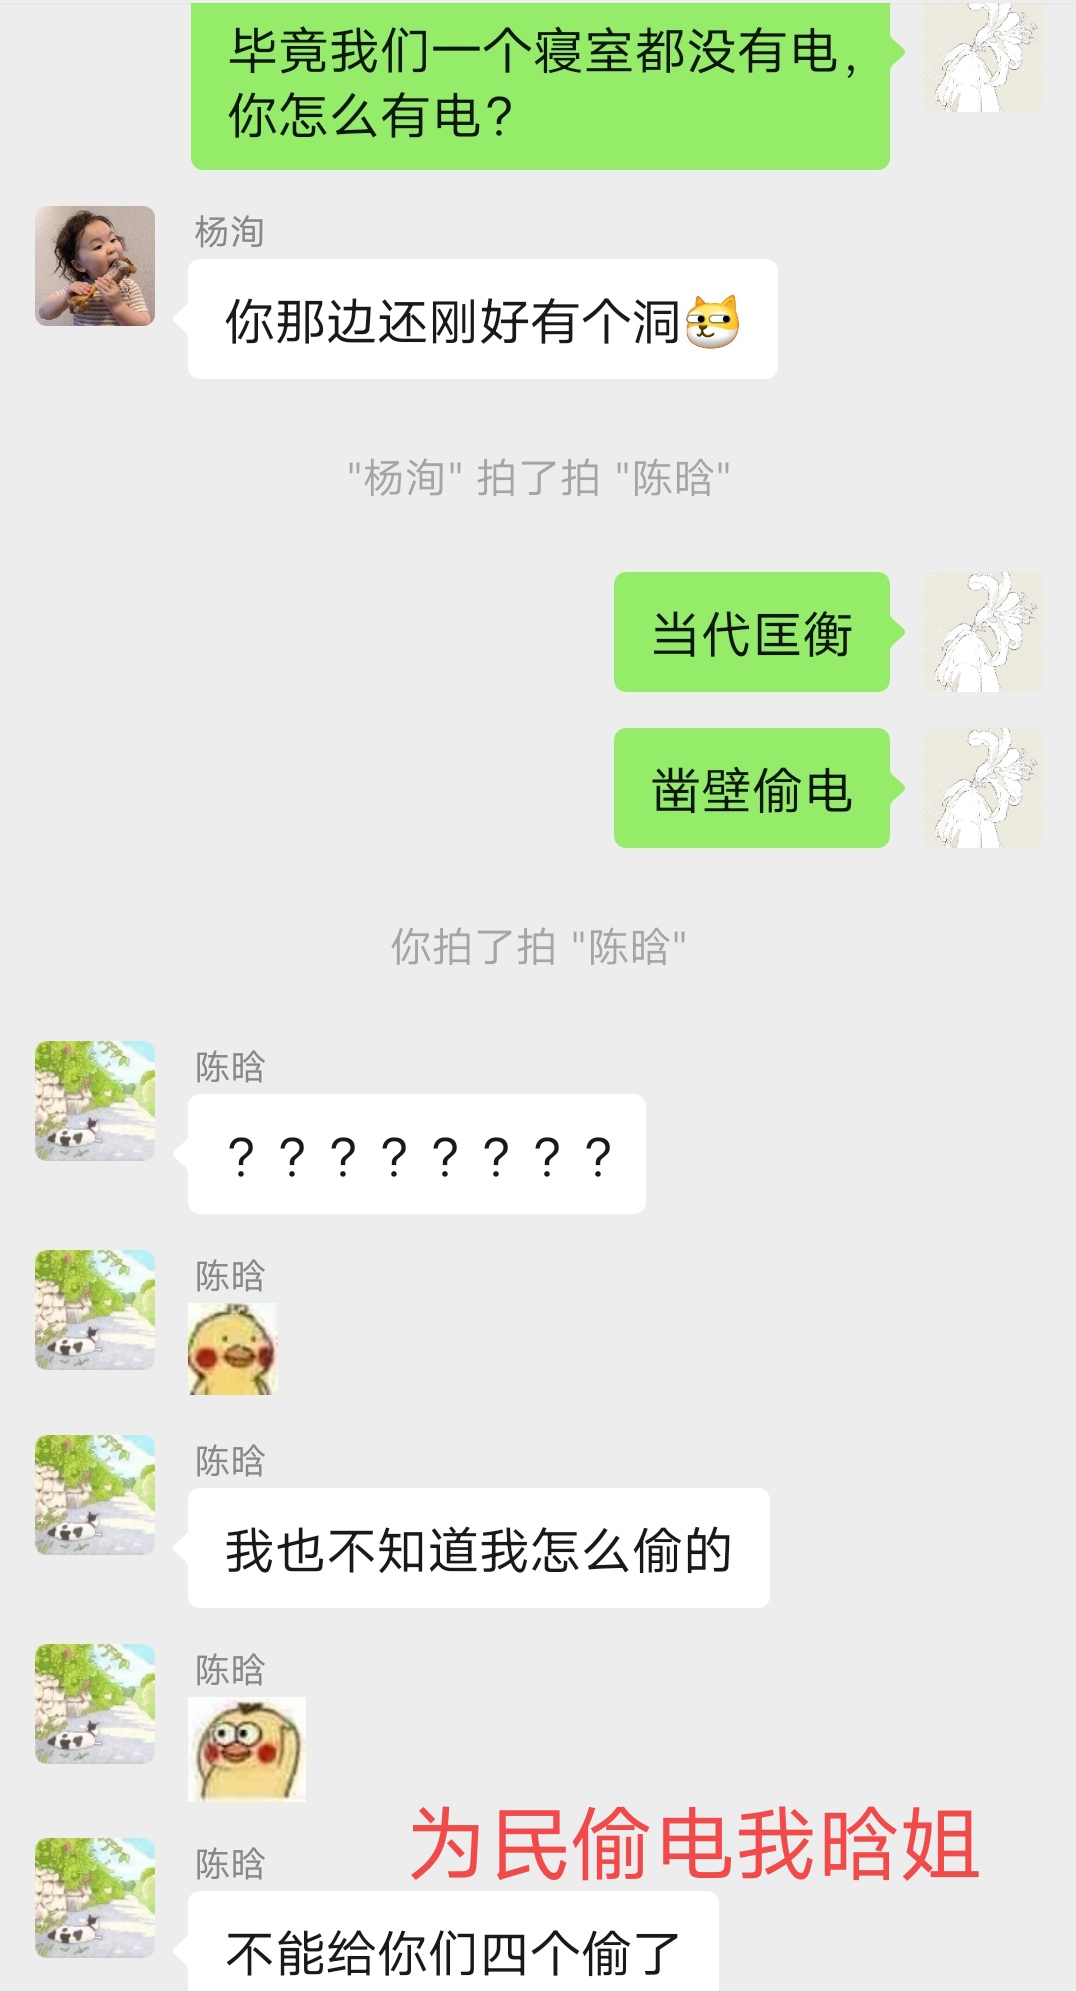 毕竟我们一个寝室都没有电，
你怎么有电？
杨洵
你那边还刚好有个洞
"杨洵" 拍了拍 "陈晗"
当代匡衡
凿壁偷电
你拍了拍 "陈晗"
陈晗
？？？？？？？？
陈晗
陈晗
我也不知道我怎么偷的
陈晗
为民偷电我晗姐
陈晗
不能给你们四个偷了